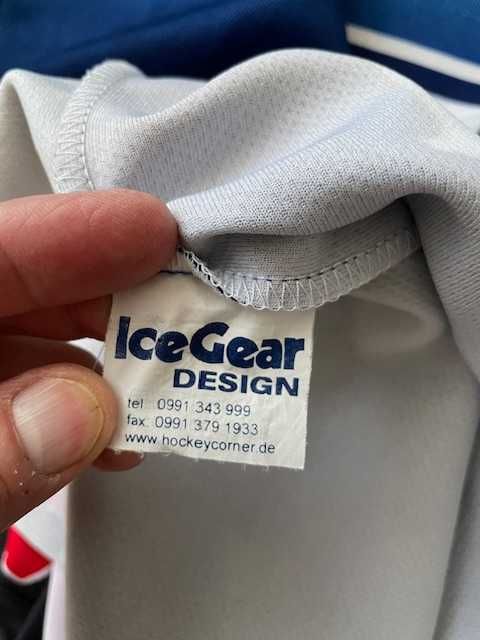 IceGear
DESIGN
tel.: 0991 343 999
fax: 0991 379 1933
www.hockeycorner.de